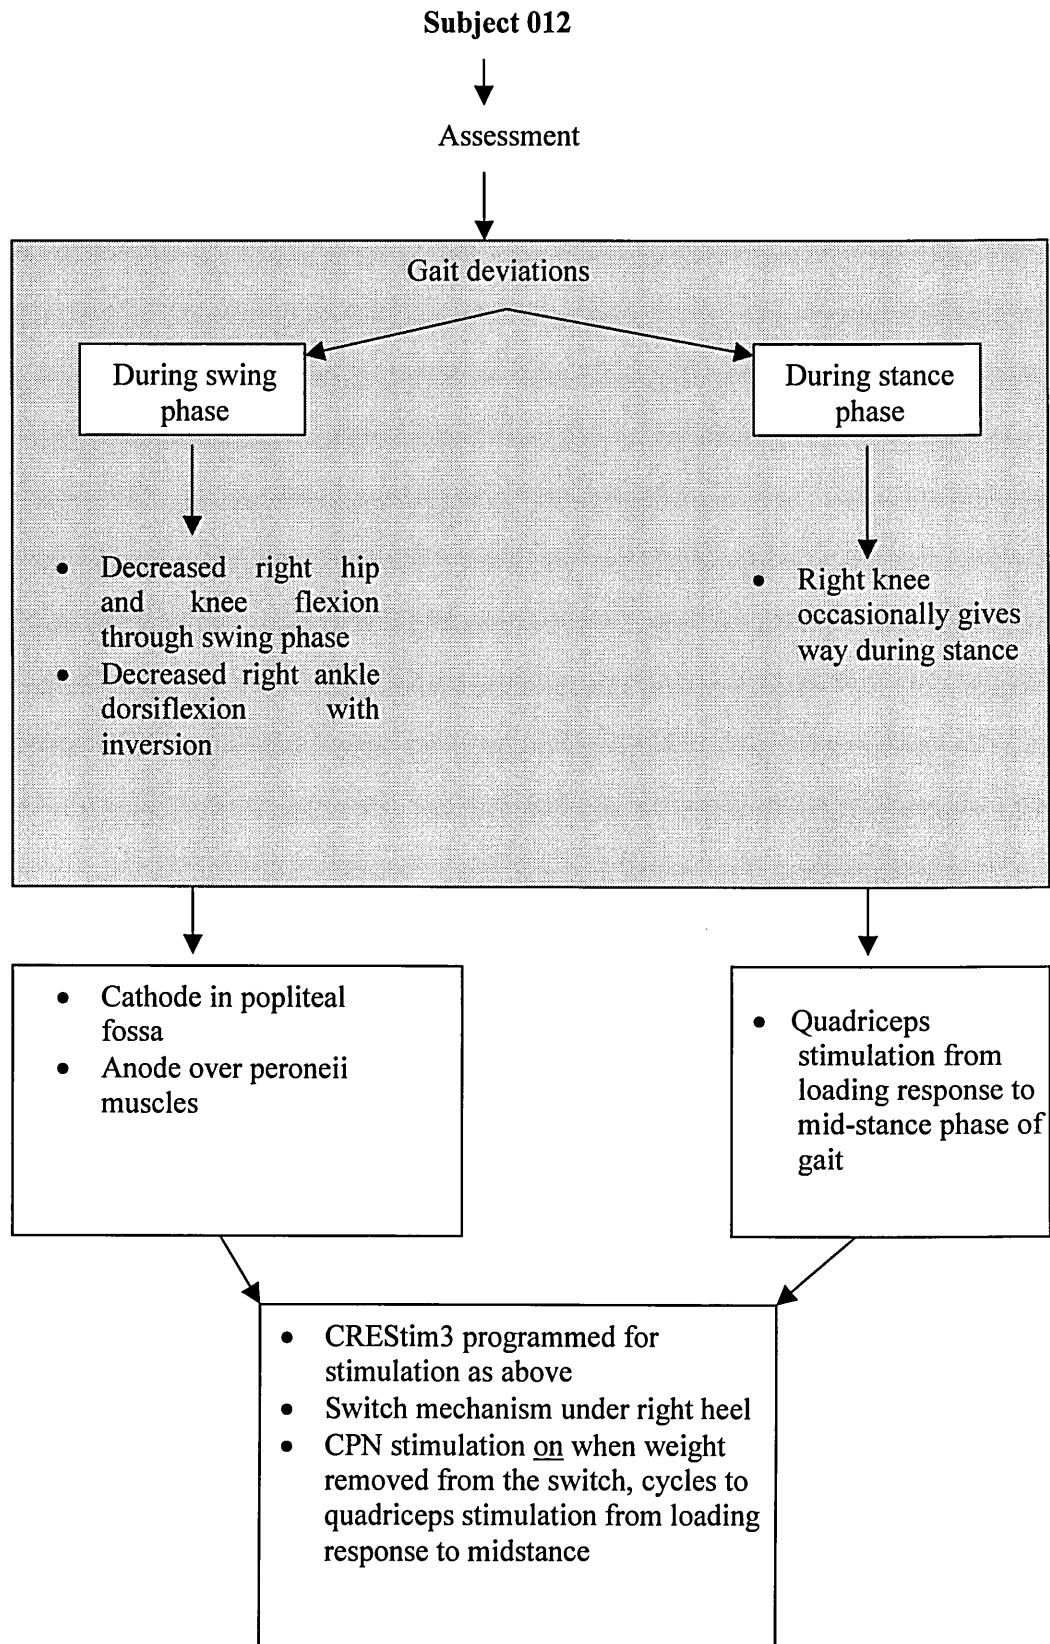 Subject 012
Assessment
Gait deviations
During swing
phase
During stance
phase
• Decreased right hip
and knee flexion
through swing phase
• Decreased right ankle
dorsiflexion with
inversion
• Right knee
occasionally gives
way during stance
• Cathode in popliteal
fossa
• Anode over peroneii
muscles
• Quadriceps
stimulation from
loading response to
mid-stance phase of
gait
• CREStim3 programmed for
stimulation as above
• Switch mechanism under right heel
• CPN stimulation on when weight
removed from the switch, cycles to
quadriceps stimulation from loading
response to midstance